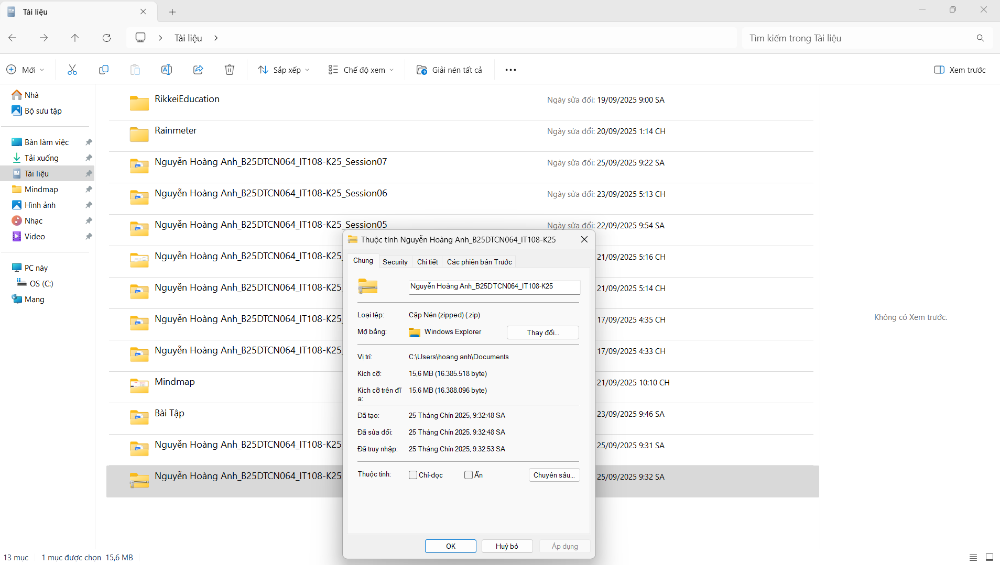 Tài liệu
Tài liệu
Tìm kiếm trong Tài liệu
Mới
Sắp xếp
Chế độ xem
Giải nén tất cả
Xem trước
Nhà
Bộ sưu tập
Bàn làm việc
Tải xuống
Tài liệu
Mindmap
Hình ảnh
Nhạc
Video
PC này
OS (C:)
Mạng
RikkeiEducation Ngày sửa đổi: 19/09/2025 9:00 SA
Rainmeter Ngày sửa đổi: 20/09/2025 1:14 CH
Nguyễn Hoàng Anh_B25DTCN064_IT108-K25_Session07 Ngày sửa đổi: 25/09/2025 9:22 SA
Nguyễn Hoàng Anh_B25DTCN064_IT108-K25_Session06 Ngày sửa đổi: 23/09/2025 5:13 CH
Nguyễn Hoàng Anh_B25DTCN064_IT108-K25_Session05 Ngày sửa đổi: 22/09/2025 9:54 SA
Nguyễn Hoàng Anh_B25DTCN064_IT108-K25_ 21/09/2025 5:16 CH
Nguyễn Hoàng Anh_B25DTCN064_IT108-K25_ 21/09/2025 5:14 CH
Nguyễn Hoàng Anh_B25DTCN064_IT108-K25_ 17/09/2025 4:35 CH
Nguyễn Hoàng Anh_B25DTCN064_IT108-K25_ 17/09/2025 4:33 CH
Mindmap 21/09/2025 10:10 CH
Bài Tập 23/09/2025 9:46 SA
Nguyễn Hoàng Anh_B25DTCN064_IT108-K25_ 25/09/2025 9:31 SA
Nguyễn Hoàng Anh_B25DTCN064_IT108-K25 25/09/2025 9:32 SA
Thuộc tính Nguyễn Hoàng Anh_B25DTCN064_IT108-K25
Chung Security Chi tiết Các phiên bản Trước
Nguyễn Hoàng Anh_B25DTCN064_IT108-K25
Loại tệp: Cặp Nén (zipped) (.zip)
Mở bằng: Windows Explorer Thay đổi...
Vị trí: C:\Users\hoang anh\Documents
Kích cỡ: 15,6 MB (16.385.518 byte)
Kích cỡ trên đĩ 15,6 MB (16.388.096 byte)
a:
Đã tạo: 25 Tháng Chín 2025, 9:32:48 SA
Đã sửa đổi: 25 Tháng Chín 2025, 9:32:48 SA
Đã truy nhập: 25 Tháng Chín 2025, 9:32:53 SA
Thuộc tính: Chỉ-đọc Ẩn Chuyên sâu...
OK Huỷ bỏ Áp dụng
Không có Xem trước.
13 mục 1 mục được chọn 15,6 MB